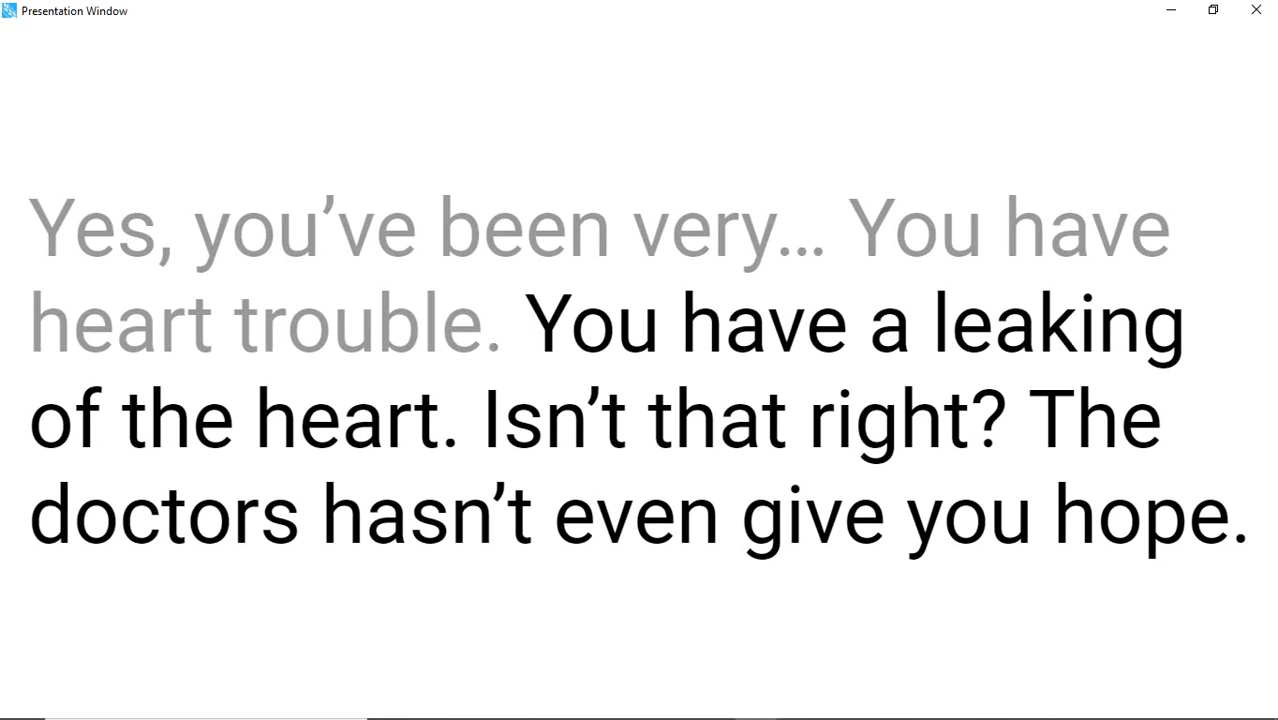 Presentation Window
Yes, you’ve been very... You have
heart trouble. You have a leaking
of the heart. Isn’t that right? The
doctors hasn’t even give you hope.